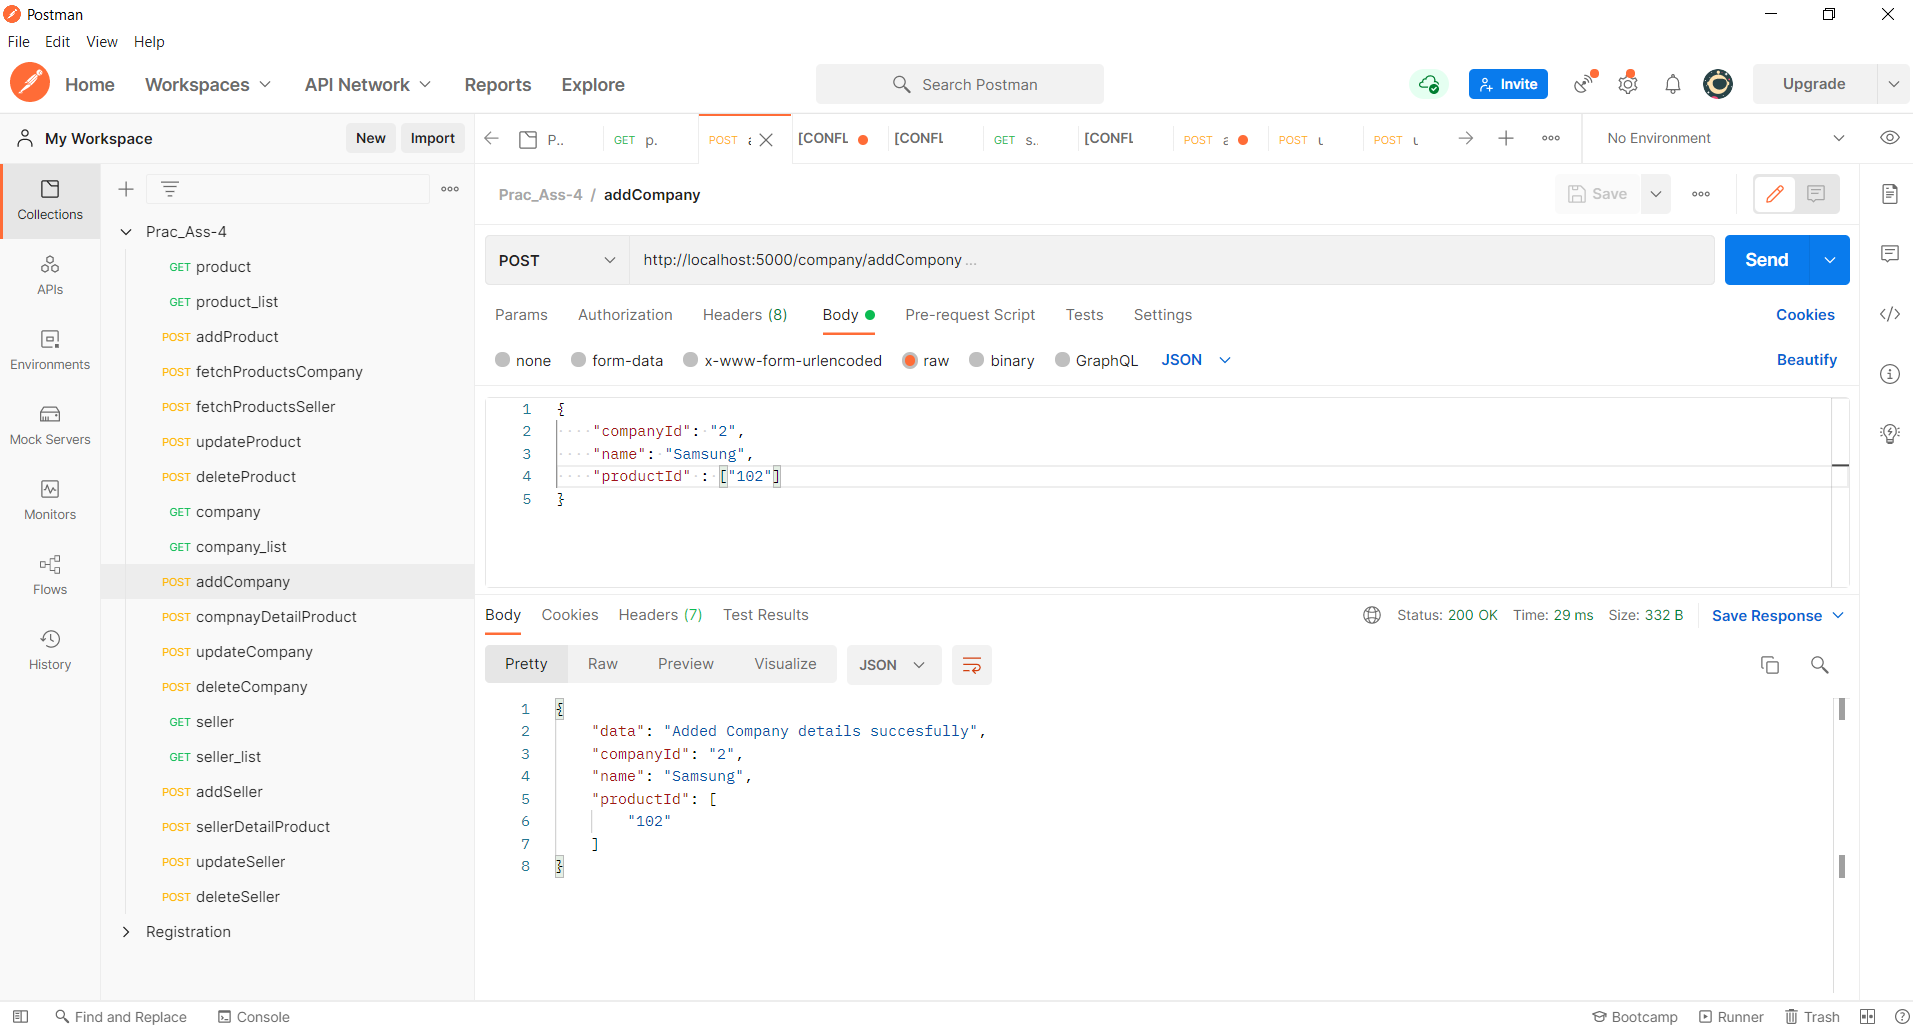 Postman
File Edit View Help
Home Workspaces API Network Reports Explore Search Postman Invite Upgrade
My Workspace New Import
P.. GET p. POST [CONFL [CONFL GET s.. [CONFL POST POST POST No Environment
Collections
APIs
Environments
Mock Servers
Monitors
Flows
History
Prac_Ass-4
GET product
GET product_list
POST addProduct
POST fetchProductsCompany
POST fetchProductsSeller
POST updateProduct
POST deleteProduct
GET company
GET company_list
POST addCompany
POST compnayDetailProduct
POST updateCompany
POST deleteCompany
GET seller
GET seller_list
POST addSeller
POST sellerDetailProduct
POST updateSeller
POST deleteSeller
Registration
Prac_Ass-4 / addCompany Save
POST http://localhost:5000/company/addCompony ... Send
Params Authorization Headers (8) Body Pre-request Script Tests Settings Cookies
none form-data x-www-form-urlencoded raw binary GraphQL JSON Beautify
1 {
2 "companyId": "2",
3 "name": "Samsung",
4 "productId" : ["102"]
5 }
Body Cookies Headers (7) Test Results Status: 200 OK Time: 29 ms Size: 332 B Save Response
Pretty Raw Preview Visualize JSON
1 {
2 "data": "Added Company details succesfully",
3 "companyId": "2",
4 "name": "Samsung",
5 "productId": [
6 "102"
7 ]
8 }
Find and Replace Console Bootcamp Runner Trash